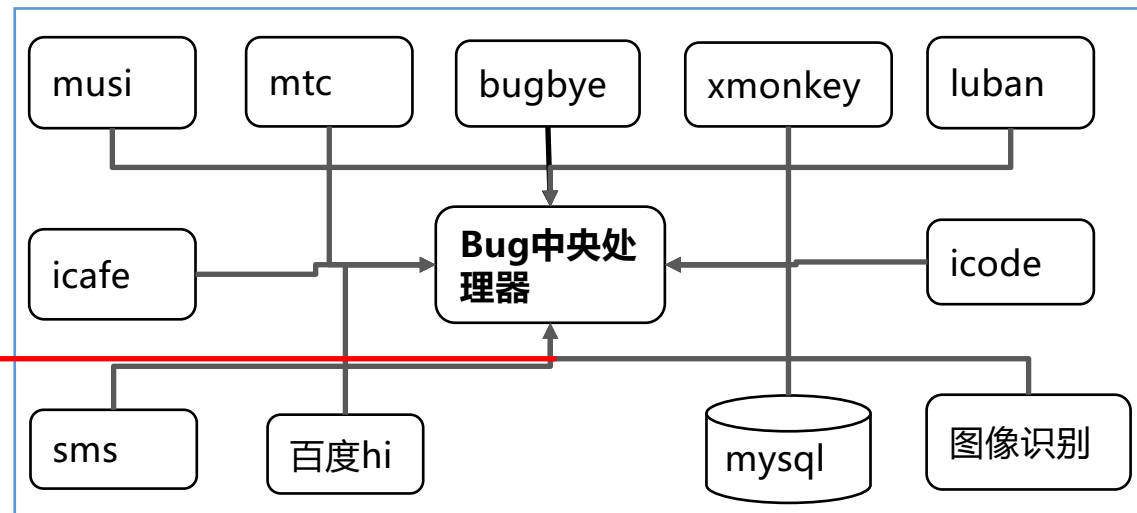 musi
mtc
bugbye
xmonkey
luban
icafe
Bug中央处
理器
icode
sms
百度hi
mysql
图像识别